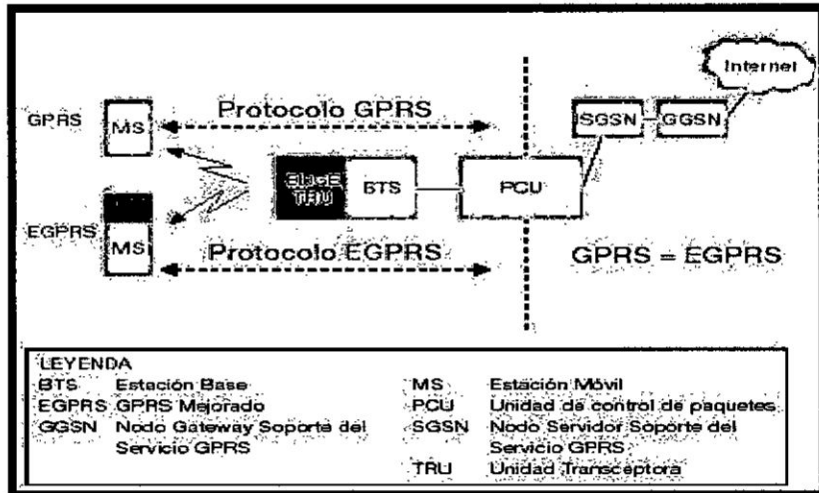 Internet
GPRS
MS
Protocolo GPRS
SGSN
GGSN
EDGE
TRU
BTS
PCU
EGPRS
MS
Protocolo EGPRS
GPRS = EGPRS
LEYENDA
BTS Estación Base
EGPRS GPRS Mejorado
GGSN Nodo Gateway Soporte del
Servicio GPRS
MS Estación Móvil
PCU Unidad de control de paquetes
SGSN Nodo Servidor Soporte del
Servicio GPRS
TRU Unidad Transceptora